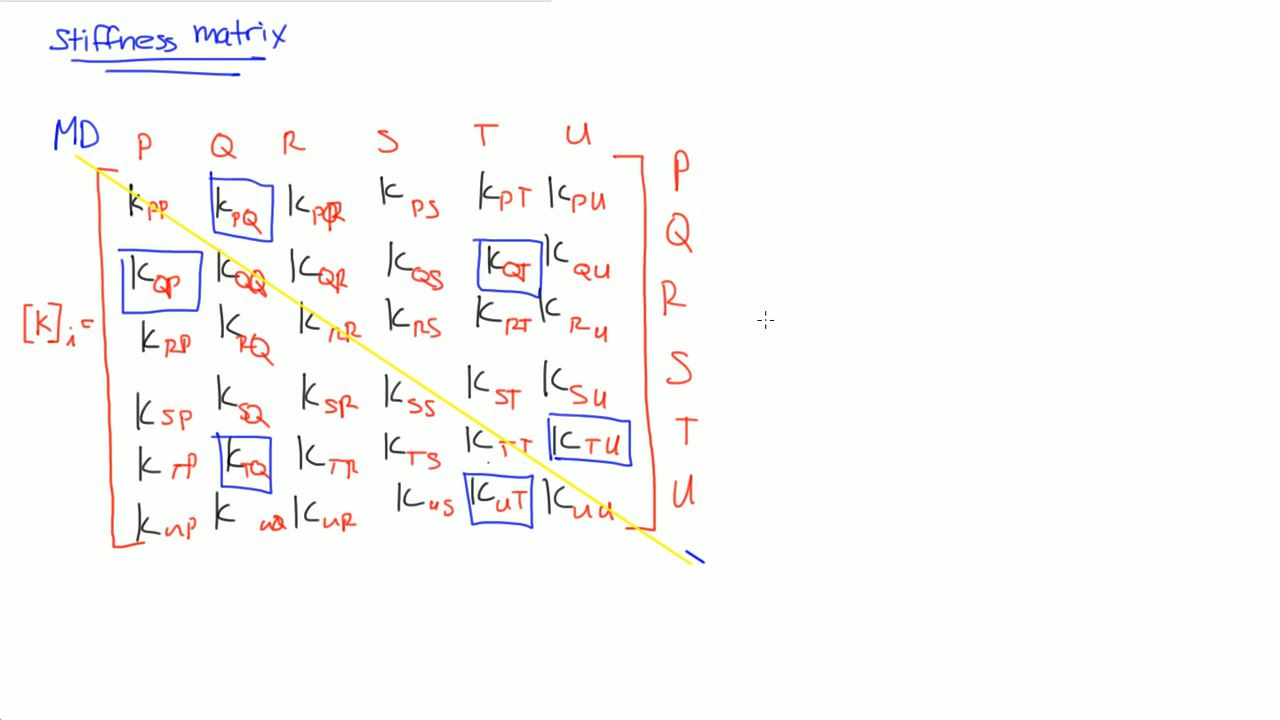 Stiffness matrix
MD P Q R S T U
KPP KPQ KPR KPS KPT KPU P
KQP KQQ KQR KQS KQT KQU Q
[K]i = KRP KRQ KRR KRS KRT KRU R
KSP KSQ KSR KSS KST KSU S
KTP KTQ KTR KTS KTT KTU T
KUP KUQ KUR KUS KUT KUU U